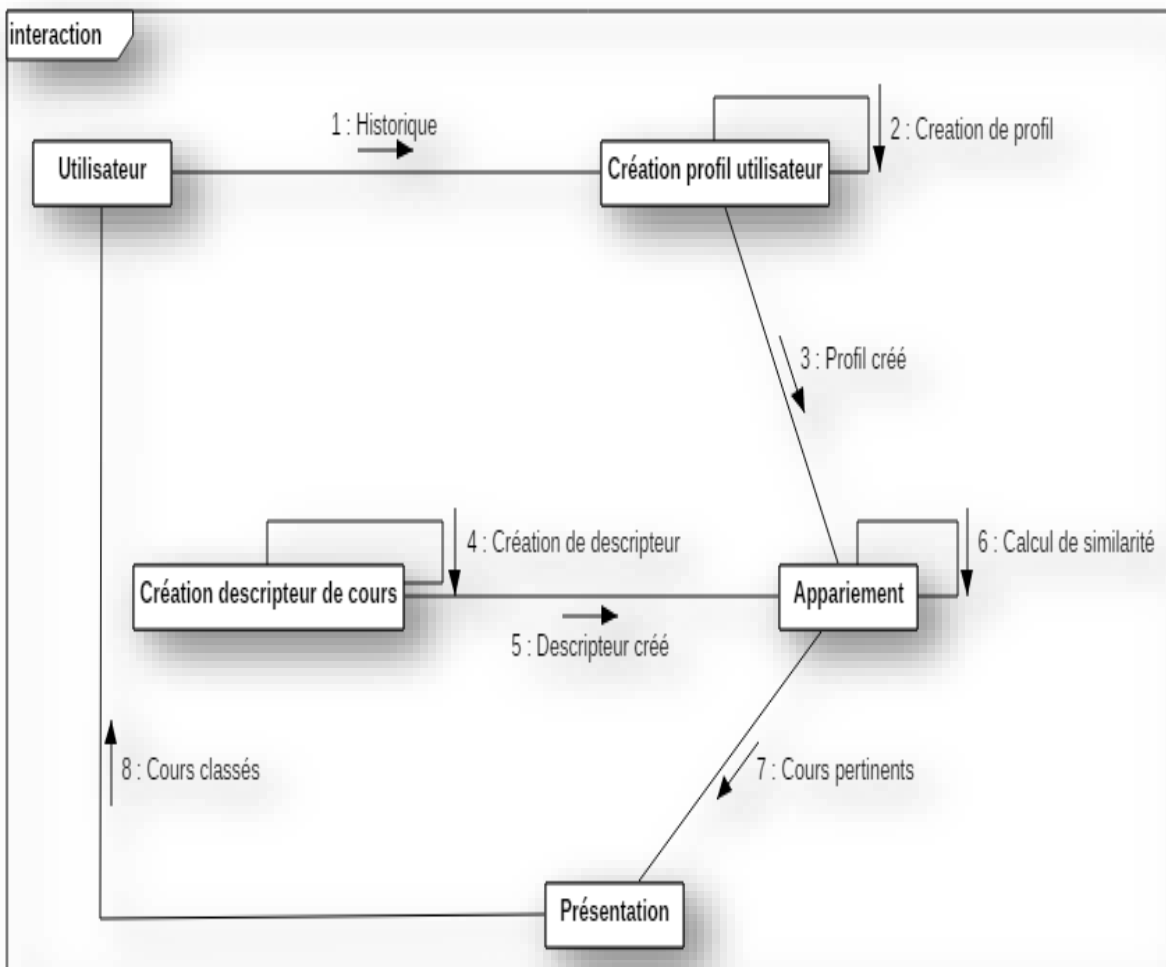 interaction
1 : Historique
2 : Creation de profil
Utilisateur
Création profil utilisateur
3 : Profil créé
4 : Création de descripteur
6 : Calcul de similarité
Création descripteur de cours
Appariement
5 : Descripteur créé
8 : Cours classés
7 : Cours pertinents
Présentation